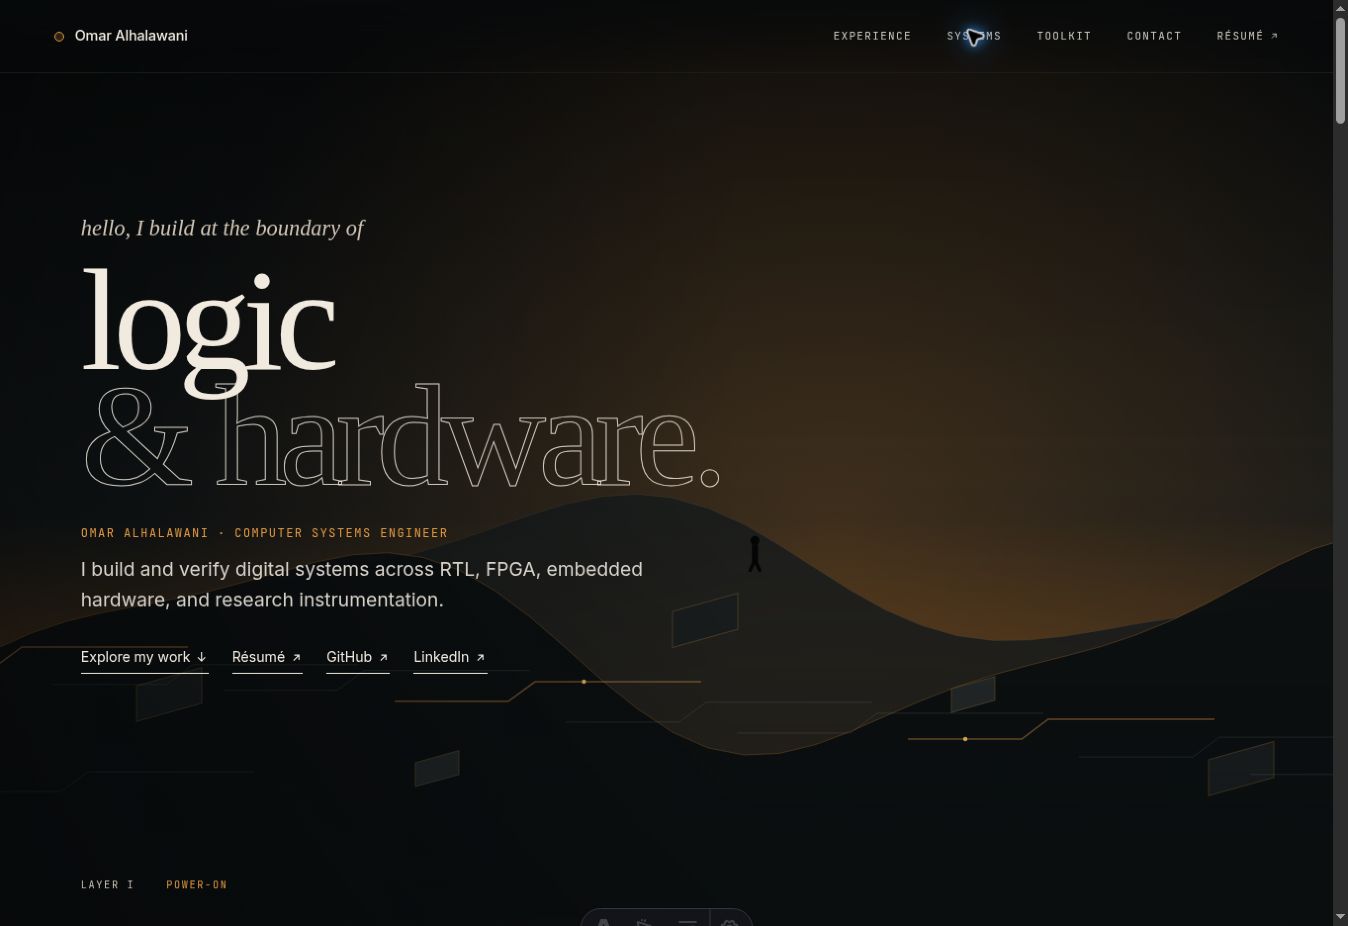 Omar Alhalawani
EXPERIENCE
SYSTEMS
TOOLKIT
CONTACT
RÉSUMÉ ↗
hello, I build at the boundary of
logic
& hardware.
OMAR ALHALAWANI · COMPUTER SYSTEMS ENGINEER
I build and verify digital systems across RTL, FPGA, embedded
hardware, and research instrumentation.
Explore my work ↓
Résumé ↗
GitHub ↗
LinkedIn ↗
LAYER I
POWER-ON